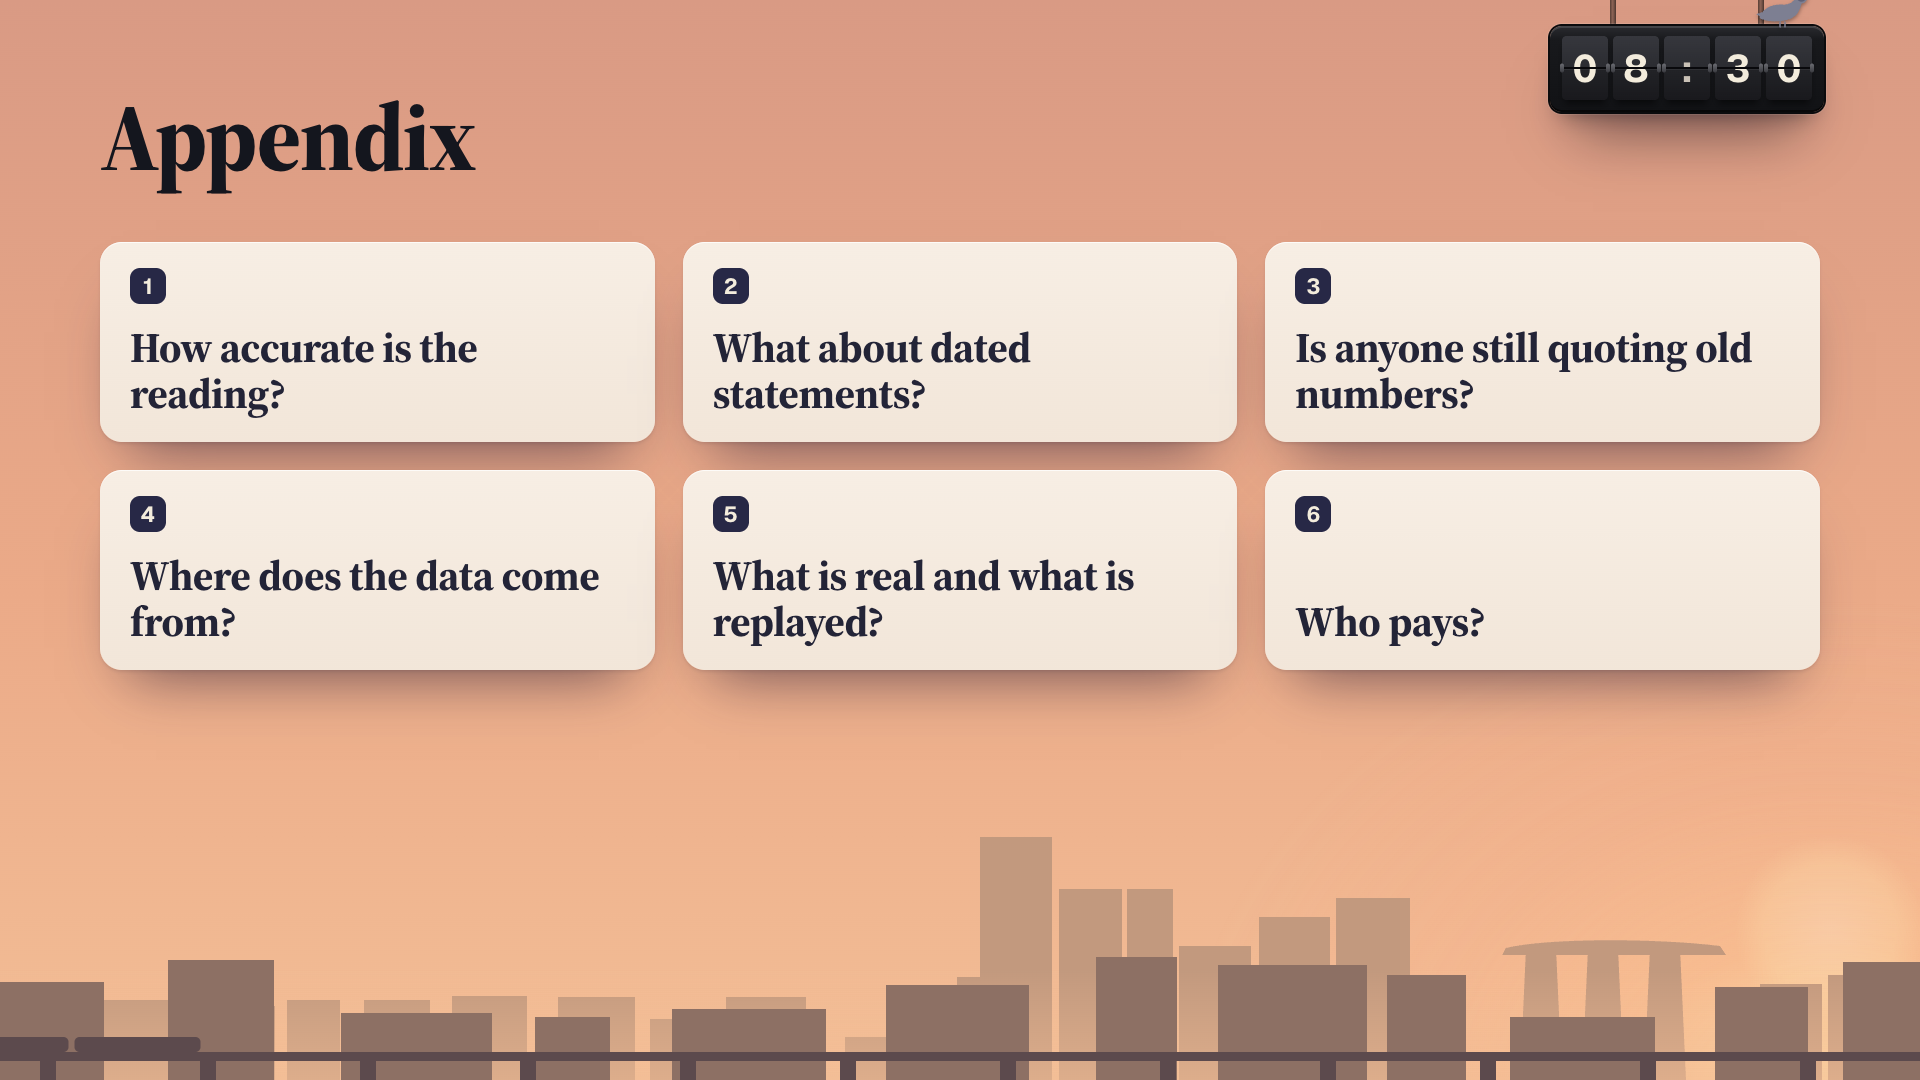 08:30
Appendix
1
How accurate is the
reading?
2
What about dated
statements?
3
Is anyone still quoting old
numbers?
4
Where does the data come
from?
5
What is real and what is
replayed?
6
Who pays?